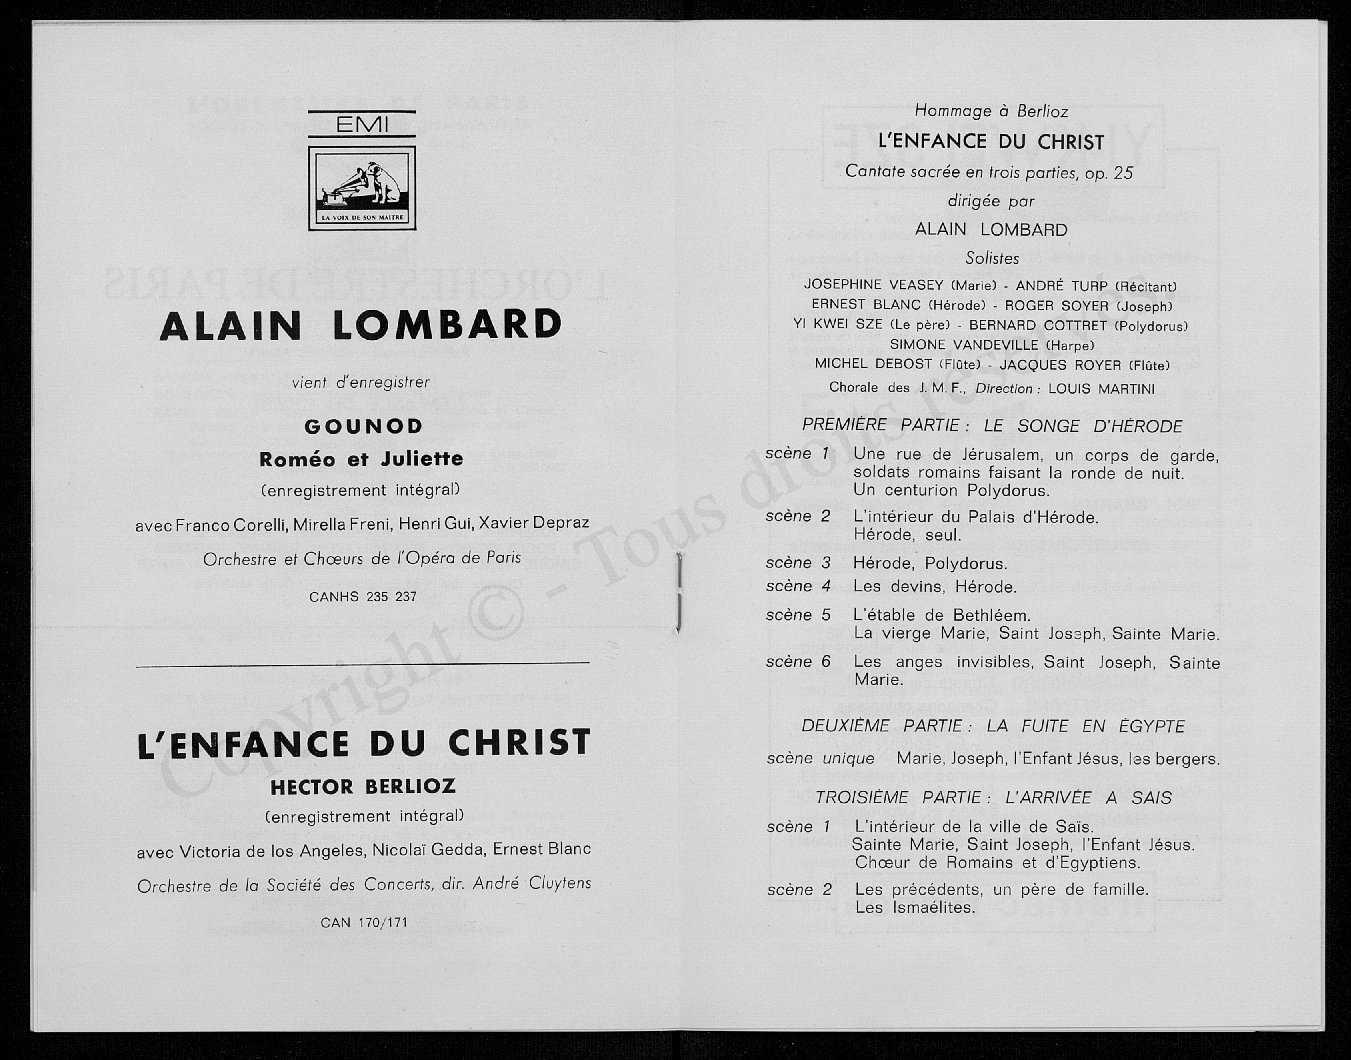 EMI
LA VOIX DE SON MAITRE
ALAIN LOMBARD
vient d'enregistrer
GOUNOD
Roméo et Juliette
(enregistrement intégral)
avec Franco Corelli, Mirella Freni, Henri Gui, Xavier Depraz
Orchestre et Chœurs de l'Opéra de Paris
CANHS 235 237
L'ENFANCE DU CHRIST
HECTOR BERLIOZ
(enregistrement intégral)
avec Victoria de los Angeles, Nicolaï Gedda, Ernest Blanc
Orchestre de la Société des Concerts, dir. André Cluytens
CAN 170/171
Hommage à Berlioz
L'ENFANCE DU CHRIST
Cantate sacrée en trois parties, op. 25
dirigée par
ALAIN LOMBARD
Solistes
JOSEPHINE VEASEY (Marie) - ANDRÉ TURP (Récitant)
ERNEST BLANC (Hérode) - ROGER SOYER (Joseph)
YI KWEI SZE (Le père) - BERNARD COTTRET (Polydorus)
SIMONE VANDEVILLE (Harpe)
MICHEL DEBOST (Flûte) - JACQUES ROYER (Flûte)
Chorale des J. M. F., Direction : LOUIS MARTINI
PREMIÈRE PARTIE : LE SONGE D'HÉRODE
scène 1 Une rue de Jérusalem, un corps de garde,
soldats romains faisant la ronde de nuit.
Un centurion Polydorus.
scène 2 L'intérieur du Palais d'Hérode.
Hérode, seul.
scène 3 Hérode, Polydorus.
scène 4 Les devins, Hérode.
scène 5 L'étable de Bethléem.
La vierge Marie, Saint Joseph, Sainte Marie.
scène 6 Les anges invisibles, Saint Joseph, Sainte
Marie.
DEUXIÈME PARTIE : LA FUITE EN ÉGYPTE
scène unique Marie, Joseph, l'Enfant Jésus, les bergers.
TROISIÈME PARTIE : L'ARRIVÉE A SAIS
scène 1 L'intérieur de la ville de Saïs.
Sainte Marie, Saint Joseph, l'Enfant Jésus.
Chœur de Romains et d'Egyptiens.
scène 2 Les précédents, un père de famille.
Les Ismaélites.
Copyright © - Tous droits réservés